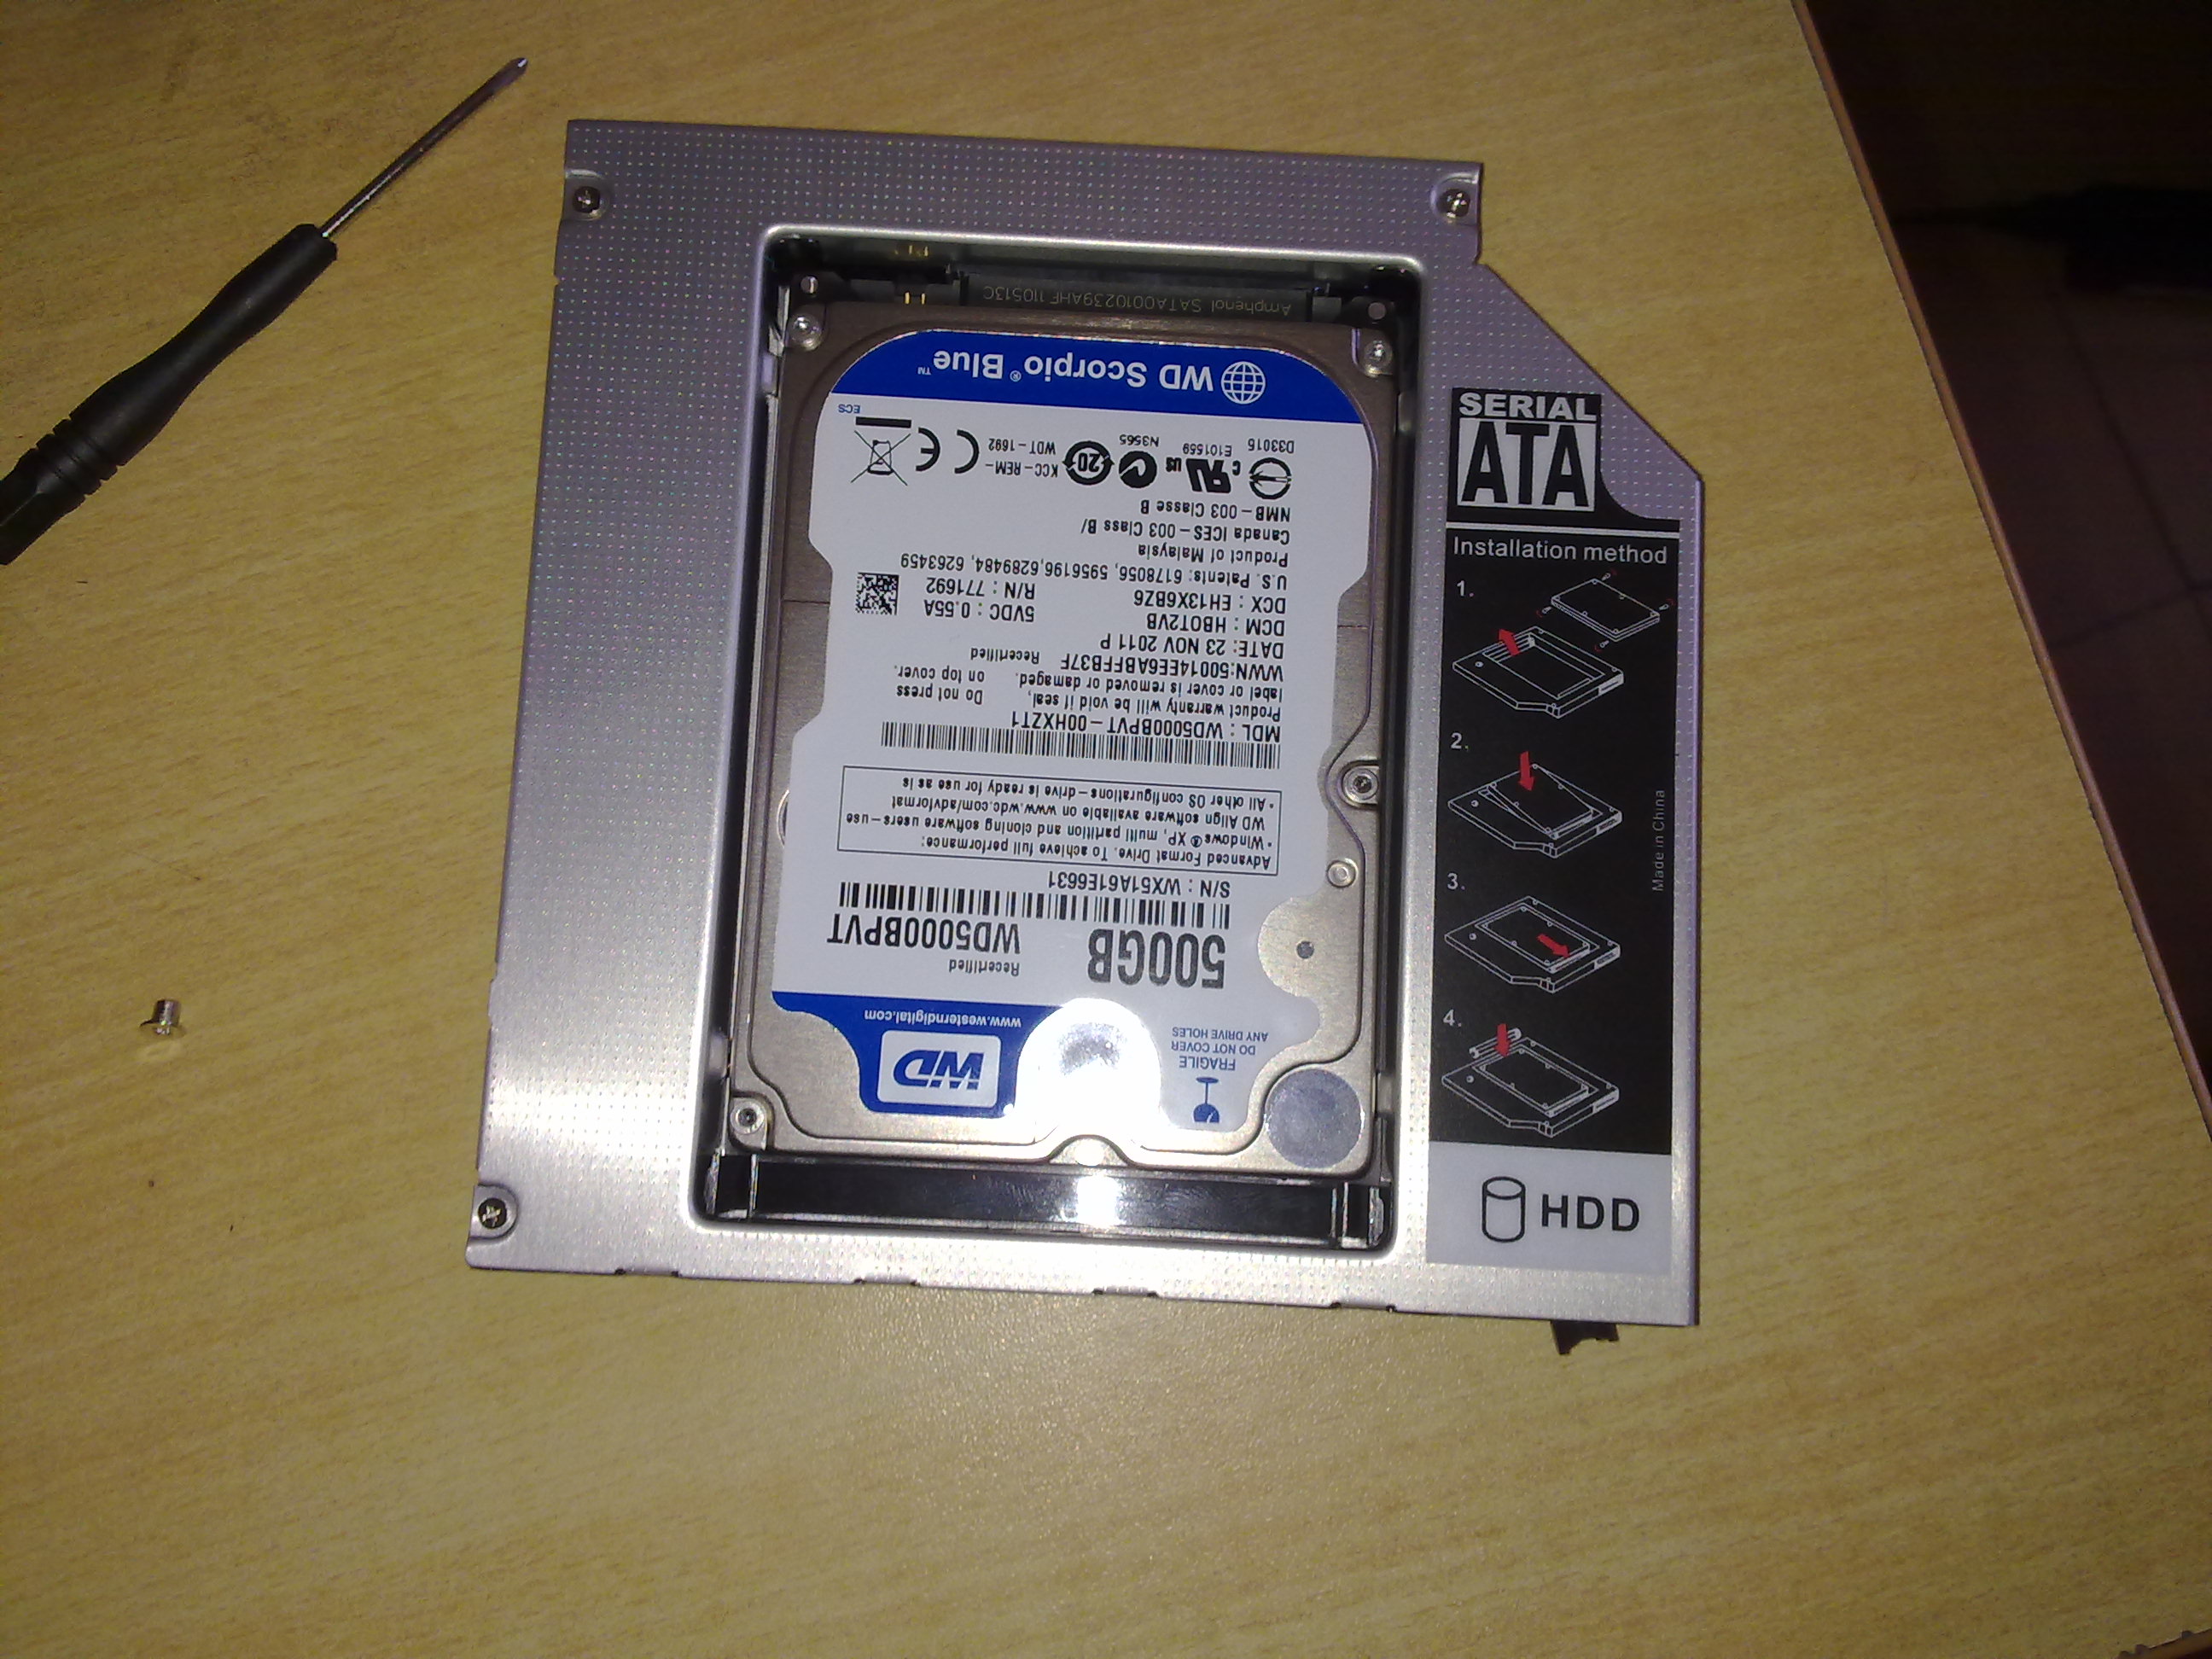 WD Scorpio® Blue™
ECS
D33015
E101559
N3565
KCC-REM-
WDT-1692
c UR us
20
CE
NMB-003 Classe B
Canada ICES-003 Class B/
Product of Malaysia
U.S. Patents: 6178056, 5956196,6289484, 6263459
R/N : 771692
DCX : EH13X6BZ6
5VDC : 0.55A
DCM : HBOT2VB
DATE: 23 NOV 2011 P
WWN:50014EE6ABFFB37F
Recertified
Product warranty will be void if seal,
label or cover is removed or damaged.
Do not press
on top cover.
MDL : WD5000BPVT-00HXZT1
Advanced Format Drive. To achieve full performance:
• Windows® XP, multi partition and cloning software users-use
WD Align software available on www.wdc.com/advformat
• All other OS configurations-drive is ready for use as is
S/N : WX51A61E6631
500GB
WD5000BPVT
Recertified
www.westerndigital.com
WD
FRAGILE
DO NOT COVER
ANY DRIVE HOLES
Amphenol SATA0010239AHF 110513C
SERIAL
ATA
Installation method
1.
2.
3.
4.
Made in China
HDD